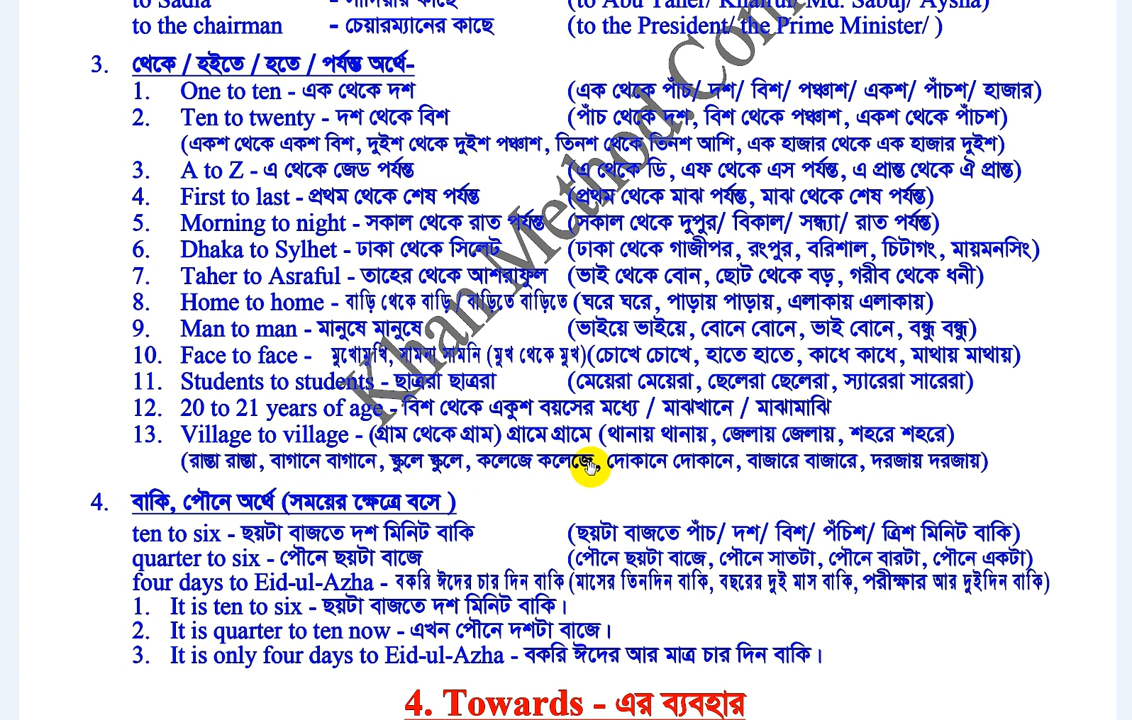 to Sadia - সাদিয়ার কাছে (to Abu Taher/ Khairul/ Md. Sabuj/ Aysha)
to the chairman - চেয়ারম্যানের কাছে (to the President/ the Prime Minister/ )
3. থেকে / হইতে / হতে / পর্যন্ত অর্থে-
1. One to ten - এক থেকে দশ (এক থেকে পাঁচ/ দশ/ বিশ/ পঞ্চাশ/ একশ/ পাঁচশ/ হাজার)
2. Ten to twenty - দশ থেকে বিশ (পাঁচ থেকে দশ, বিশ থেকে পঞ্চাশ, একশ থেকে পাঁচশ)
(একশ থেকে একশ বিশ, দুইশ থেকে দুইশ পঞ্চাশ, তিনশ থেকে তিনশ আশি, এক হাজার থেকে এক হাজার দুইশ)
3. A to Z - এ থেকে জেড পর্যন্ত (এ থেকে ডি, এফ থেকে এস পর্যন্ত, এ প্রান্ত থেকে ঐ প্রান্ত)
4. First to last - প্রথম থেকে শেষ পর্যন্ত (প্রথম থেকে মাঝ পর্যন্ত, মাঝ থেকে শেষ পর্যন্ত)
5. Morning to night - সকাল থেকে রাত পর্যন্ত (সকাল থেকে দুপুর/ বিকাল/ সন্ধ্যা/ রাত পর্যন্ত)
6. Dhaka to Sylhet - ঢাকা থেকে সিলেট (ঢাকা থেকে গাজীপর, রংপুর, বরিশাল, চিটাগং, মায়মনসিং)
7. Taher to Asraful - তাহের থেকে আশরাফুল (ভাই থেকে বোন, ছোট থেকে বড়, গরীব থেকে ধনী)
8. Home to home - বাড়ি থেকে বাড়ি / বাড়িতে বাড়িতে (ঘরে ঘরে, পাড়ায় পাড়ায়, এলাকায় এলাকায়)
9. Man to man - মানুষে মানুষে (ভাইয়ে ভাইয়ে, বোনে বোনে, ভাই বোনে, বন্ধু বন্ধু)
10. Face to face - মুখোমুখি, সামনা সামনি (মুখ থেকে মুখ)(চোখে চোখে, হাতে হাতে, কাধে কাধে, মাথায় মাথায়)
11. Students to students - ছাত্ররা ছাত্ররা (মেয়েরা মেয়েরা, ছেলেরা ছেলেরা, স্যারেরা সারেরা)
12. 20 to 21 years of age - বিশ থেকে একুশ বয়সের মধ্যে / মাঝখানে / মাঝামাঝি
13. Village to village - (গ্রাম থেকে গ্রাম) গ্রামে গ্রামে (থানায় থানায়, জেলায় জেলায়, শহরে শহরে)
(রাস্তা রাস্তা, বাগানে বাগানে, স্কুলে স্কুলে, কলেজে কলেজে, দোকানে দোকানে, বাজারে বাজারে, দরজায় দরজায়)
4. বাকি, পৌনে অর্থে (সময়ের ক্ষেত্রে বসে )
ten to six - ছয়টা বাজতে দশ মিনিট বাকি (ছয়টা বাজতে পাঁচ/ দশ/ বিশ/ পঁচিশ/ ত্রিশ মিনিট বাকি)
quarter to six - পৌনে ছয়টা বাজে (পৌনে ছয়টা বাজে, পৌনে সাতটা, পৌনে বারটা, পৌনে একটা)
four days to Eid-ul-Azha - বকরি ঈদের চার দিন বাকি (মাসের তিনদিন বাকি, বছরের দুই মাস বাকি, পরীক্ষার আর দুইদিন বাকি)
1. It is ten to six - ছয়টা বাজতে দশ মিনিট বাকি।
2. It is quarter to ten now - এখন পৌনে দশটা বাজে।
3. It is only four days to Eid-ul-Azha - বকরি ঈদের আর মাত্র চার দিন বাকি।
4. Towards - এর ব্যবহার
Khan Method.Com